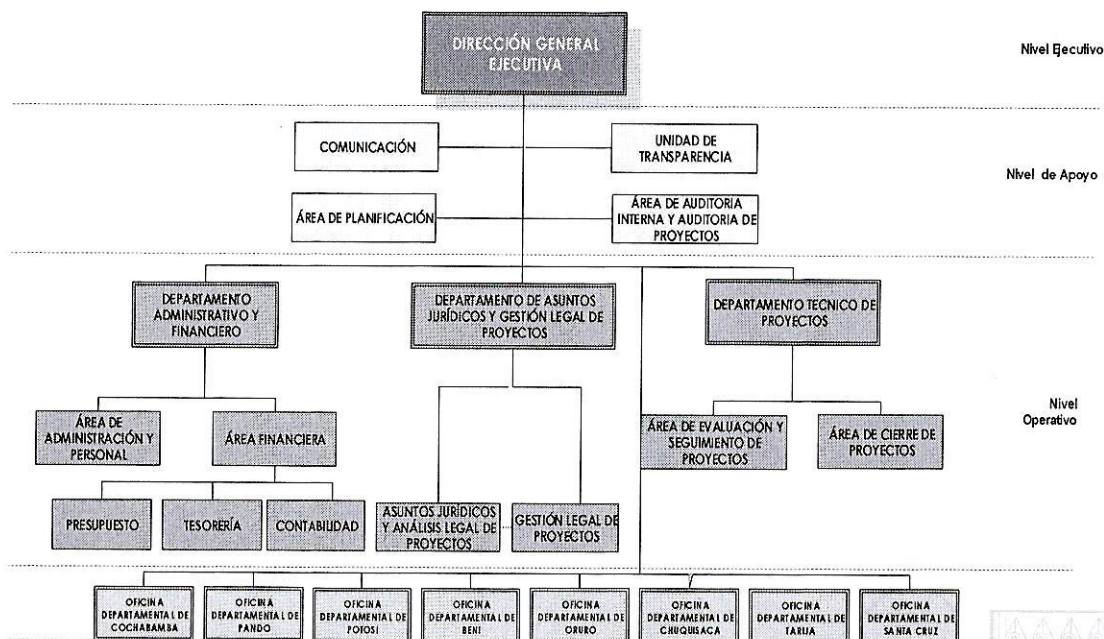 DIRECCIÓN GENERAL
EJECUTIVA
Nivel Ejecutivo
COMUNICACIÓN
UNIDAD DE
TRANSPARENCIA
Nivel de Apoyo
ÁREA DE PLANIFICACIÓN
ÁREA DE AUDITORIA
INTERNA Y AUDITORIA DE
PROYECTOS
DEPARTAMENTO
ADMINISTRATIVO Y
FINANCIERO
DEPARTAMENTO DE ASUNTOS
JURÍDICOS Y GESTIÓN LEGAL DE
PROYECTOS
DEPARTAMENTO TECNICO DE
PROYECTOS
Nivel
Operativo
ÁREA DE
ADMINISTRACIÓN Y
PERSONAL
ÁREA FINANCIERA
ÁREA DE EVALUACIÓN Y
SEGUIMIENTO DE
PROYECTOS
ÁREA DE CIERRE DE
PROYECTOS
PRESUPUESTO
TESORERÍA
CONTABILIDAD
ASUNTOS JURÍDICOS
Y ANÁLISIS LEGAL DE
PROYECTOS
GESTIÓN LEGAL DE
PROYECTOS
OFICINA
DEPARTAMENTAL DE
COCHABAMBA
OFICINA
DEPARTAMENTAL DE
PANDO
OFICINA
DEPARTAMENTAL DE
POTOSI
OFICINA
DEPARTAMENTAL DE
BENI
OFICINA
DEPARTAMENTAL DE
ORURO
OFICINA
DEPARTAMENTAL DE
CHUQUISACA
OFICINA
DEPARTAMENTAL DE
TARIJA
OFICINA
DEPARTAMENTAL DE
SANTA CRUZ